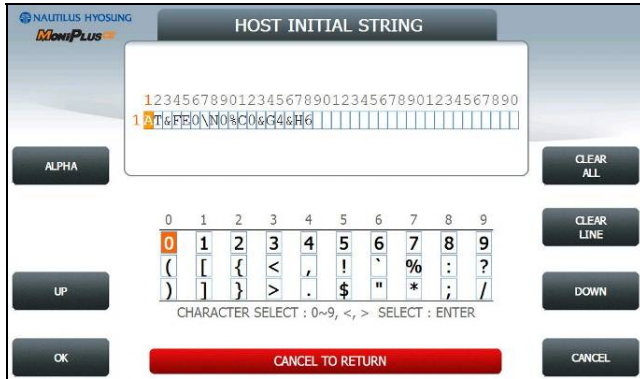 NAUTILUS HYOSUNG
MoniPlus CE
HOST INITIAL STRING
1234567890123456789012345678901234567890
1 AT&FE0\N0%C0&G4&H6
ALPHA
CLEAR ALL
0 1 2 3 4 5 6 7 8 9
0 1 2 3 4 5 6 7 8 9
( [ { < , ! ` % : ?
) ] } > . $ " * ; /
CLEAR LINE
UP
DOWN
CHARACTER SELECT : 0~9, <, > SELECT : ENTER
OK
CANCEL TO RETURN
CANCEL